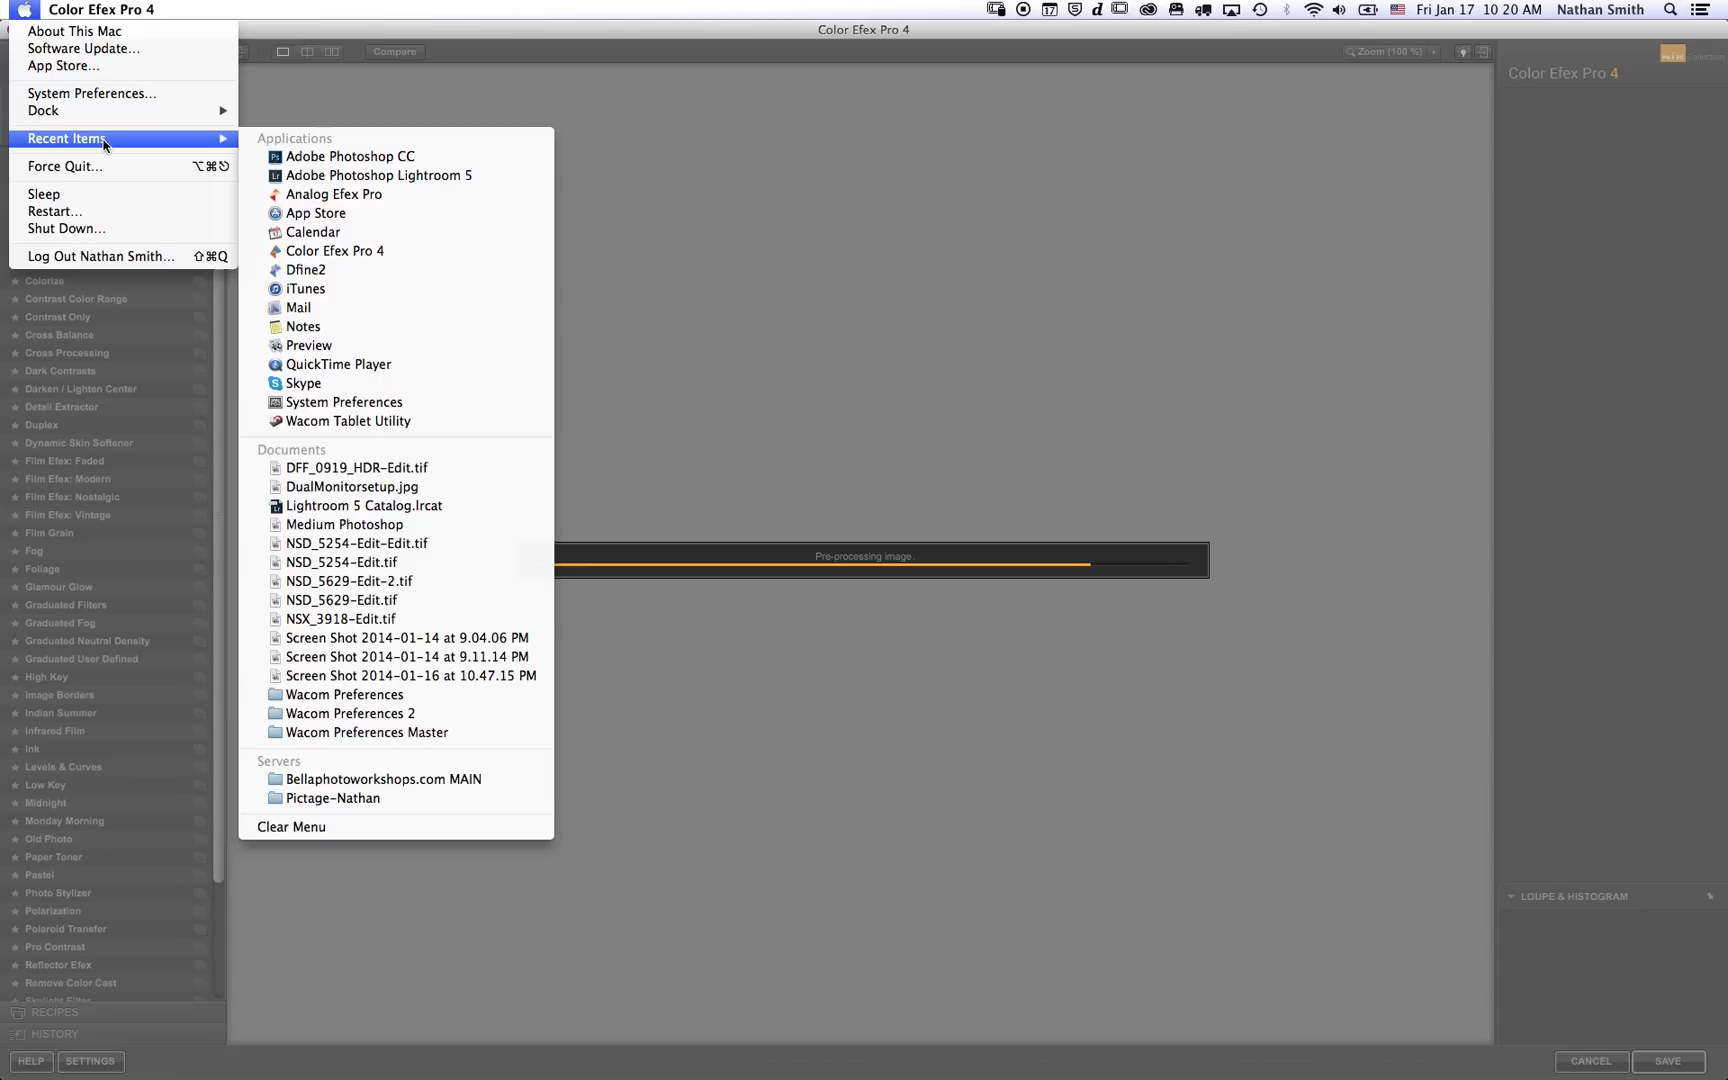 Color Efex Pro 4
Fri Jan 17 10 20 AM Nathan Smith
Color Efex Pro 4
About This Mac
Software Update...
App Store...
System Preferences...
Dock
Recent Items
Force Quit...
Sleep
Restart...
Shut Down...
Log Out Nathan Smith... ⇧⌘Q
Compare
Zoom (100 %)
Collection
Color Efex Pro 4
Applications
Adobe Photoshop CC
Adobe Photoshop Lightroom 5
Analog Efex Pro
App Store
Calendar
Color Efex Pro 4
Dfine2
iTunes
Mail
Notes
Preview
QuickTime Player
Skype
System Preferences
Wacom Tablet Utility
Documents
DFF_0919_HDR-Edit.tif
DualMonitorsetup.jpg
Lightroom 5 Catalog.lrcat
Medium Photoshop
NSD_5254-Edit-Edit.tif
NSD_5254-Edit.tif
NSD_5629-Edit-2.tif
NSD_5629-Edit.tif
NSX_3918-Edit.tif
Screen Shot 2014-01-14 at 9.04.06 PM
Screen Shot 2014-01-14 at 9.11.14 PM
Screen Shot 2014-01-16 at 10.47.15 PM
Wacom Preferences
Wacom Preferences 2
Wacom Preferences Master
Servers
Bellaphotoworkshops.com MAIN
Pictage-Nathan
Clear Menu
Colorize
Contrast Color Range
Contrast Only
Cross Balance
Cross Processing
Dark Contrasts
Darken / Lighten Center
Detail Extractor
Duplex
Dynamic Skin Softener
Film Efex: Faded
Film Efex: Modern
Film Efex: Nostalgic
Film Efex: Vintage
Film Grain
Fog
Foliage
Glamour Glow
Graduated Filters
Graduated Fog
Graduated Neutral Density
Graduated User Defined
High Key
Image Borders
Indian Summer
Infrared Film
Ink
Levels & Curves
Low Key
Midnight
Monday Morning
Old Photo
Paper Toner
Pastel
Photo Stylizer
Polarization
Polaroid Transfer
Pro Contrast
Reflector Efex
Remove Color Cast
RECIPES
HISTORY
HELP
SETTINGS
Pre-processing image.
LOUPE & HISTOGRAM
CANCEL
SAVE